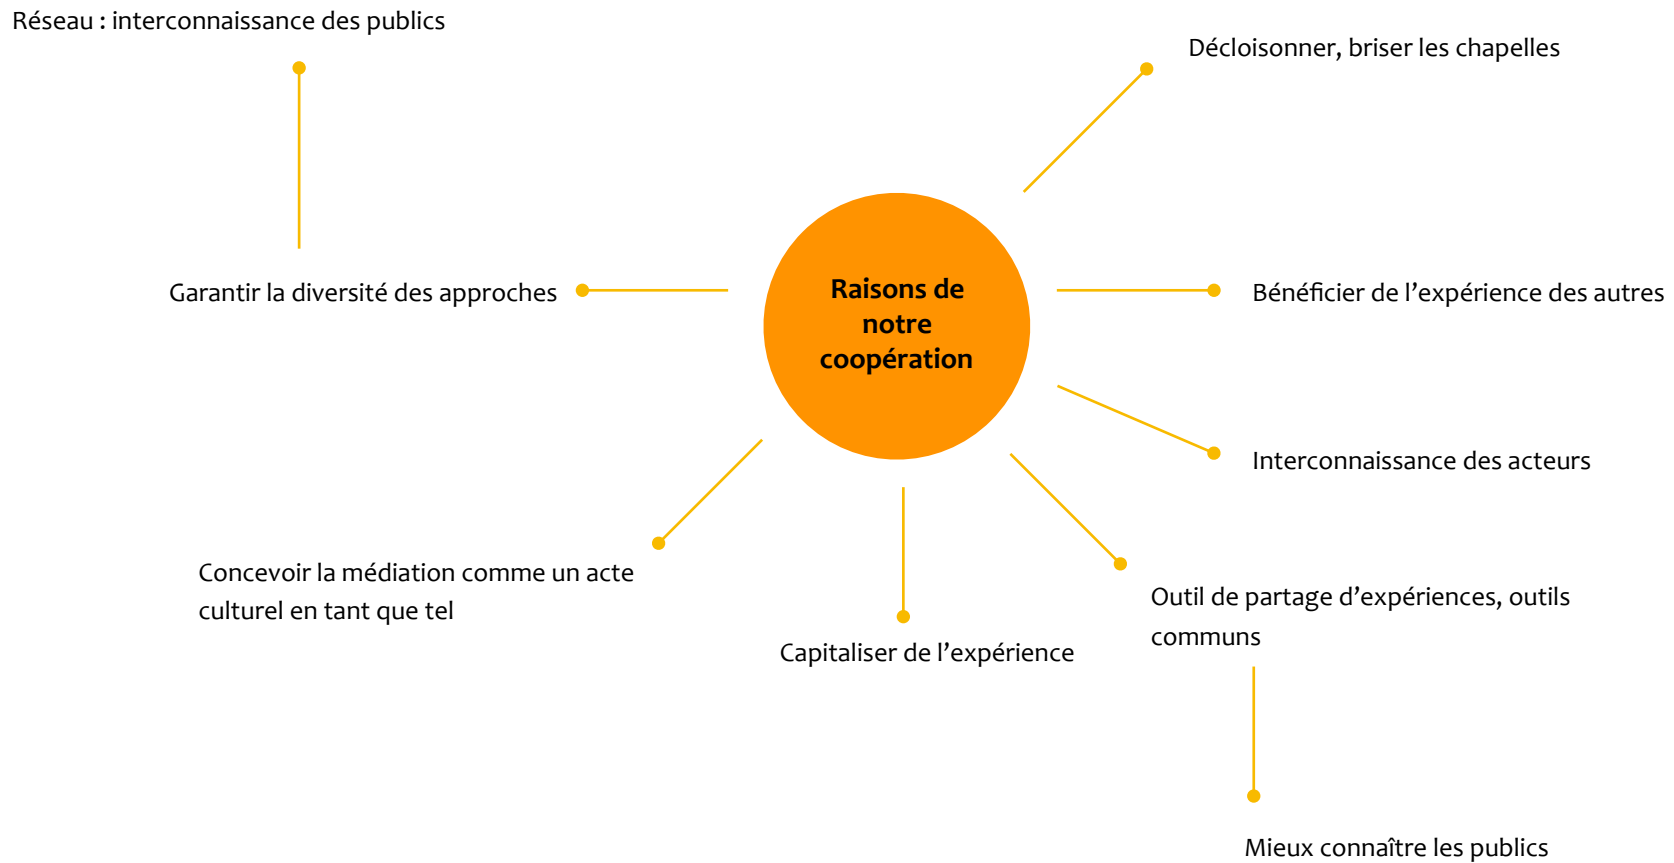 Réseau : interconnaissance des publics
Décloisonner, briser les chapelles
Garantir la diversité des approches
Raisons de
notre
coopération
Bénéficier de l’expérience des autres
Interconnaissance des acteurs
Concevoir la médiation comme un acte
culturel en tant que tel
Outil de partage d’expériences, outils
communs
Capitaliser de l’expérience
Mieux connaître les publics